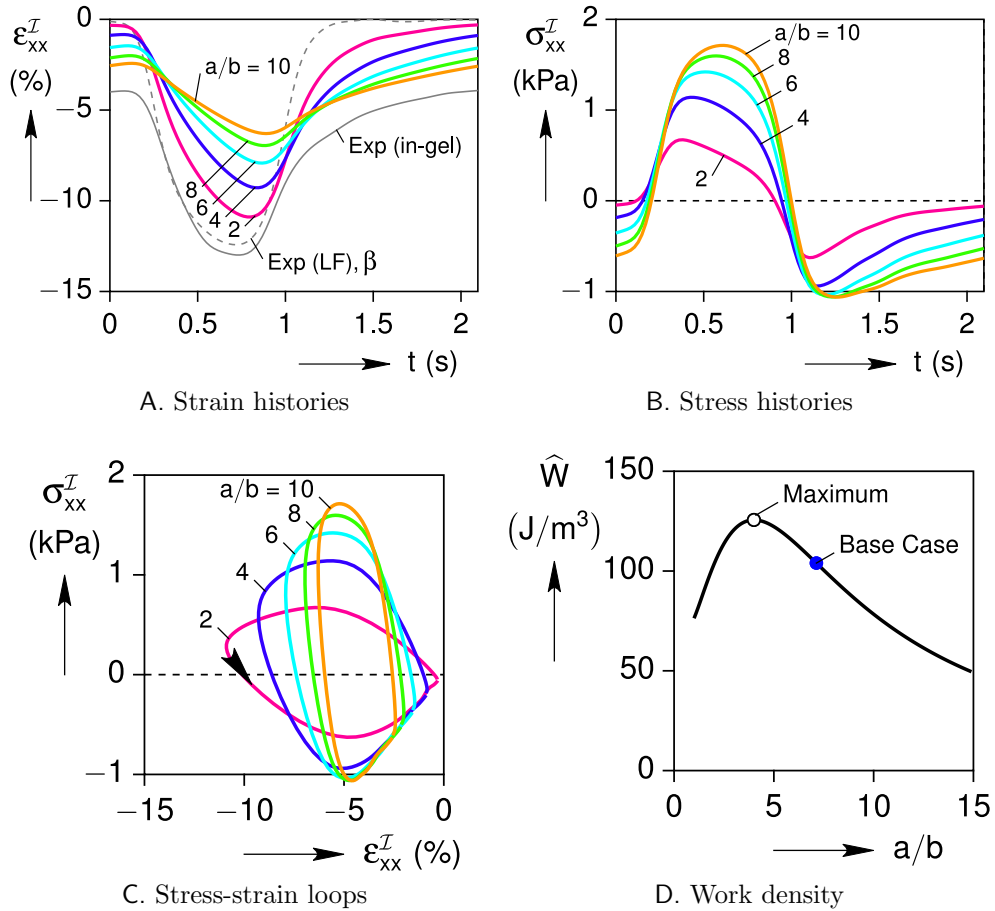 ε^I_xx
(%)
0
−5
−10
−15
0
0.5
1
1.5
2
t (s)
a/b = 10
8
6
4
2
Exp (in-gel)
Exp (LF), β
A. Strain histories
σ^I_xx
(kPa)
2
1
0
−1
0
0.5
1
1.5
2
t (s)
a/b = 10
8
6
4
2
B. Stress histories
σ^I_xx
(kPa)
2
1
0
−1
−15
−10
−5
0
ε^I_xx (%)
a/b = 10
8
6
4
2
C. Stress-strain loops
Ŵ
(J/m³)
150
100
50
0
0
5
10
15
a/b
Maximum
Base Case
D. Work density